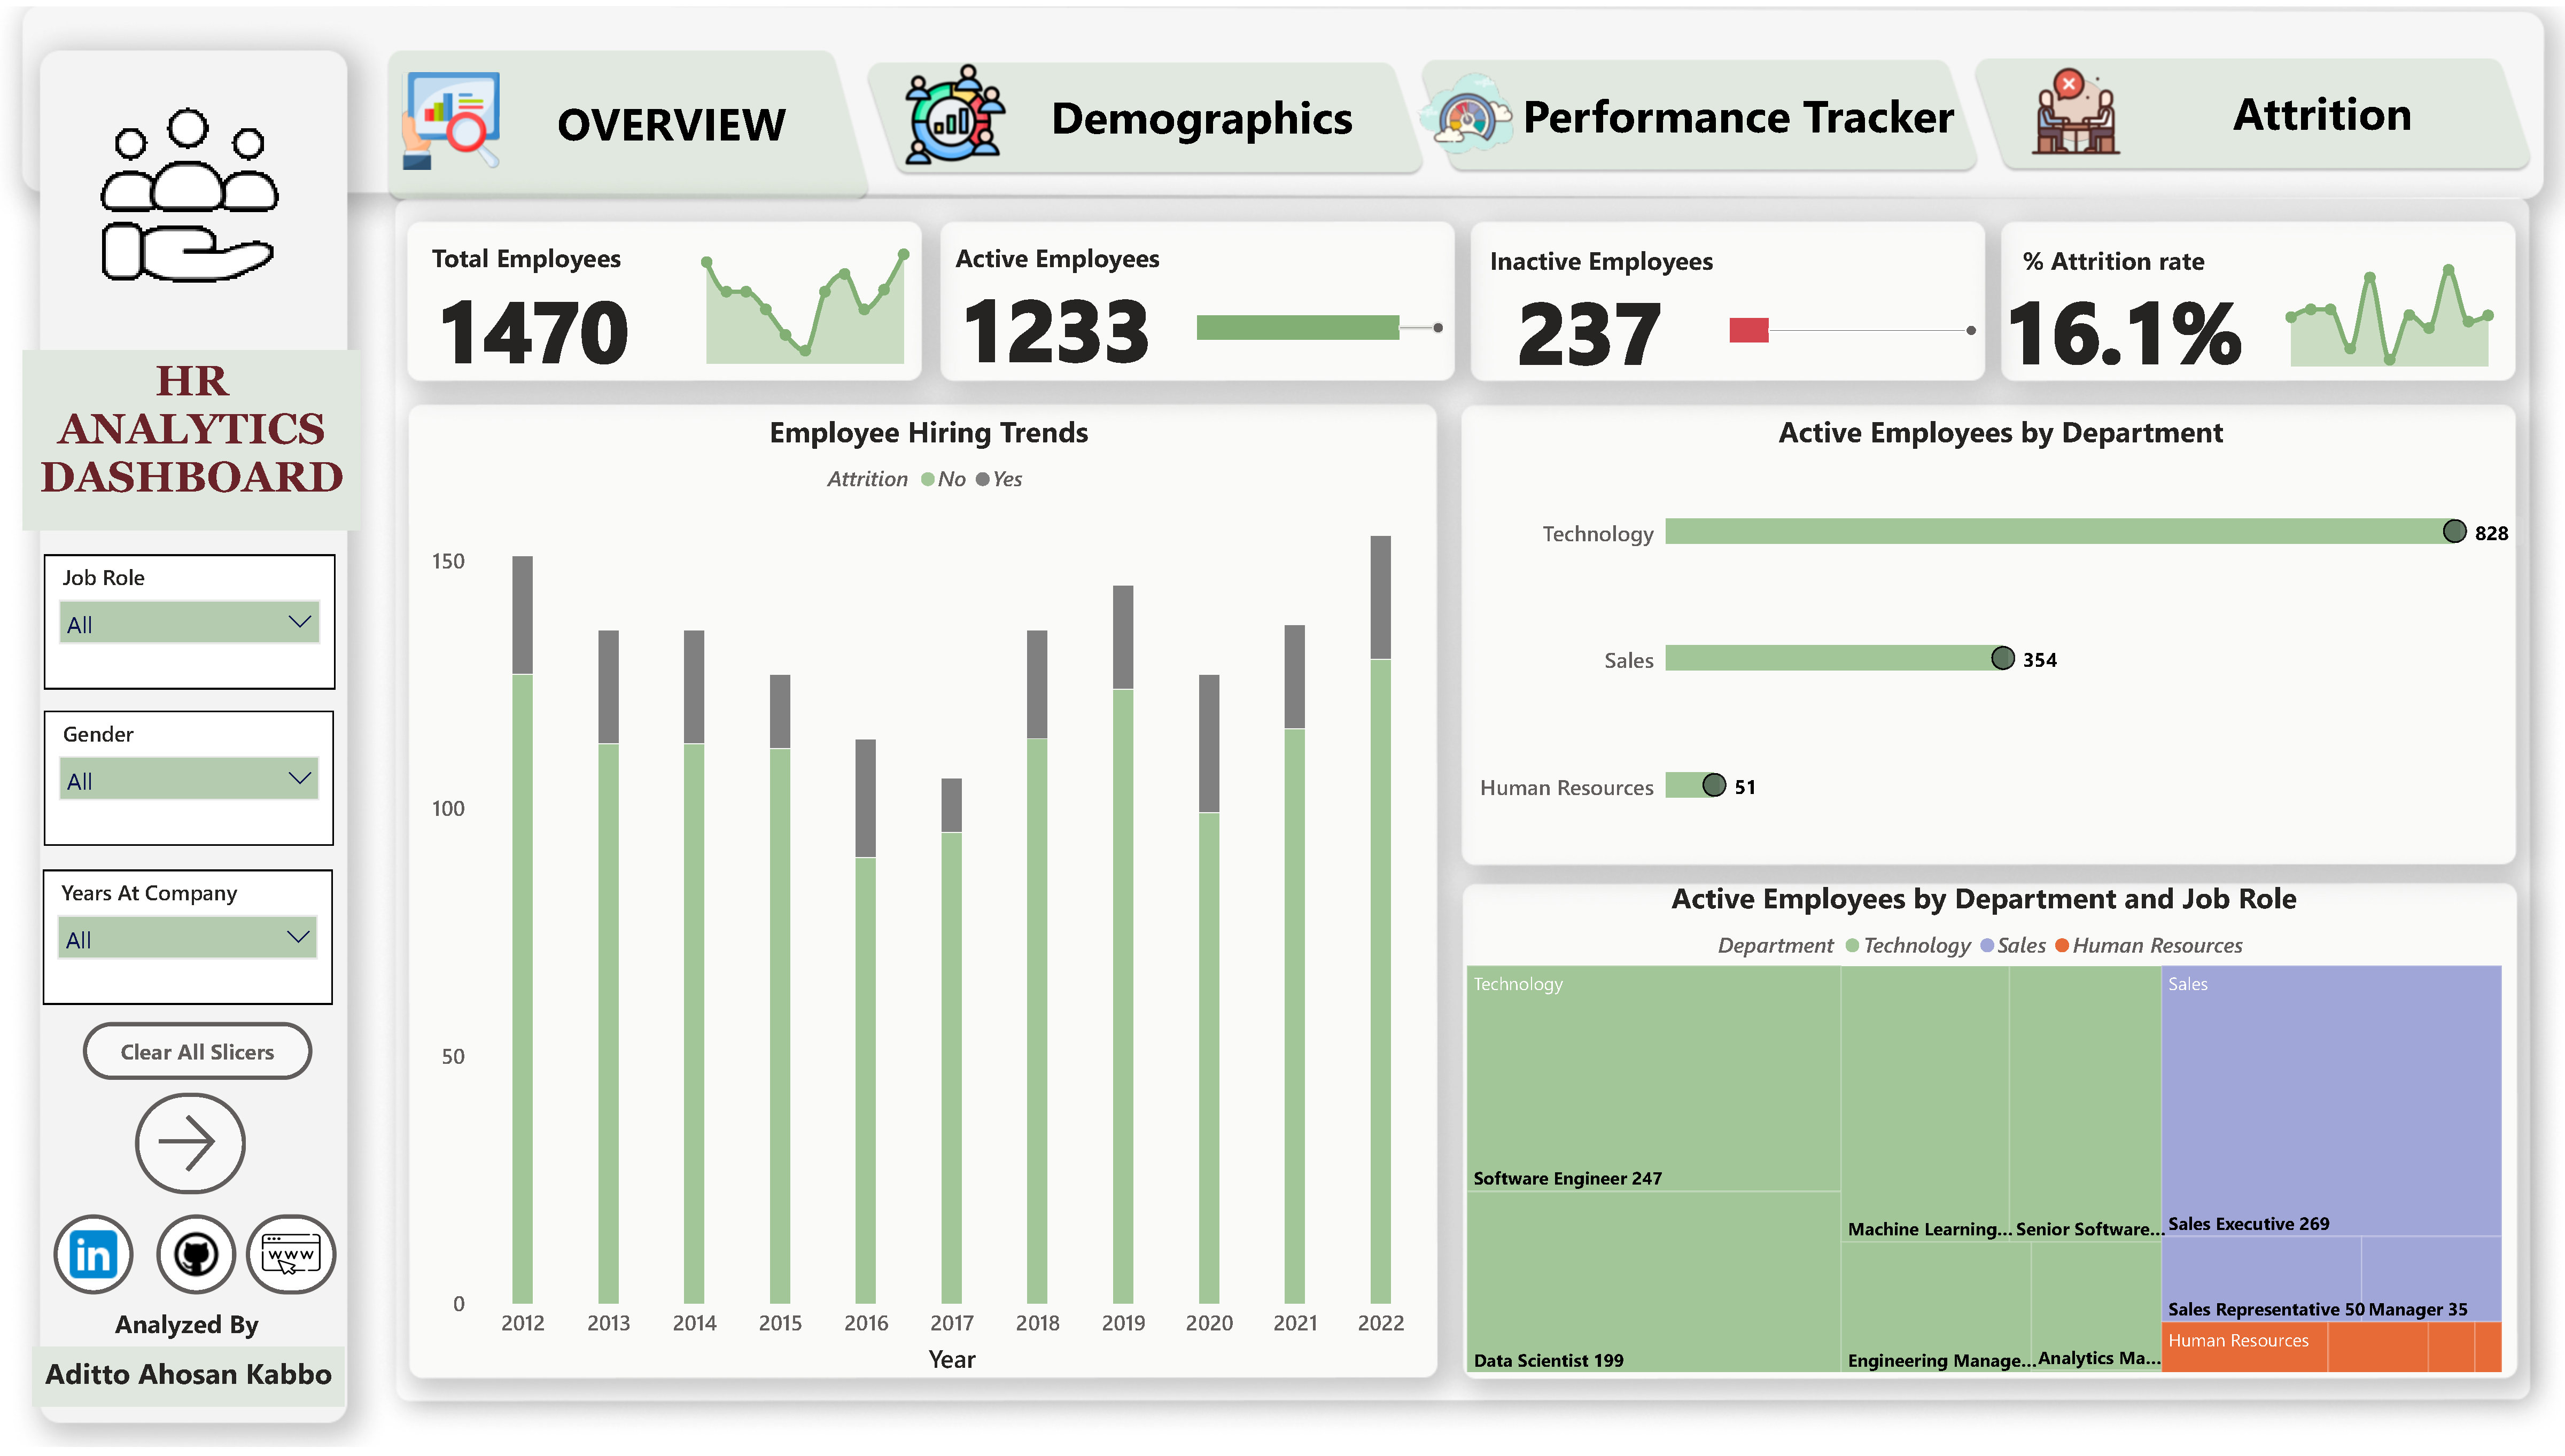 OVERVIEW
Demographics
Performance Tracker
Attrition
HR
ANALYTICS
DASHBOARD
Job Role
All
Gender
All
Years At Company
All
Clear All Slicers
in
www
Analyzed By
Aditto Ahosan Kabbo
Total Employees
1470
Active Employees
1233
Inactive Employees
237
% Attrition rate
16.1%
Employee Hiring Trends
Attrition No Yes
150
100
50
0
2012 2013 2014 2015 2016 2017 2018 2019 2020 2021 2022
Year
Active Employees by Department
Technology 828
Sales 354
Human Resources 51
Active Employees by Department and Job Role
Department Technology Sales Human Resources
Technology
Software Engineer 247
Data Scientist 199
Machine Learning...
Senior Software...
Engineering Manage...
Analytics Ma...
Sales
Sales Executive 269
Sales Representative 50
Manager 35
Human Resources